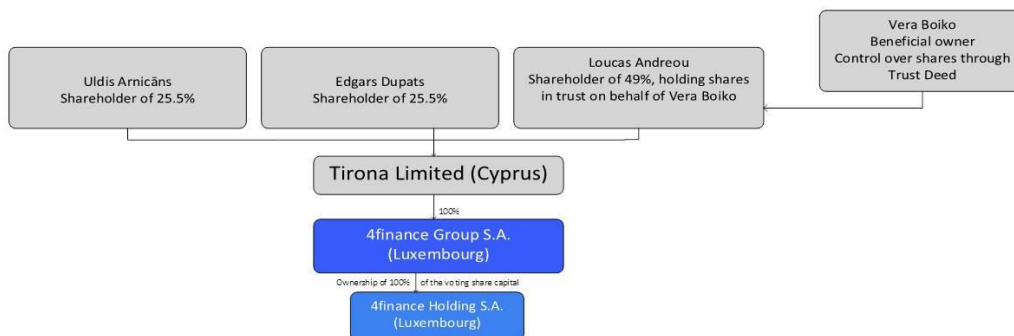 Vera Boiko
Beneficial owner
Control over shares through
Trust Deed
Uldis Arnicāns
Shareholder of 25.5%
Edgars Dupats
Shareholder of 25.5%
Loucas Andreou
Shareholder of 49%, holding shares
in trust on behalf of Vera Boiko
Tirona Limited (Cyprus)
100%
4finance Group S.A.
(Luxembourg)
Ownership of 100% of the voting share capital
4finance Holding S.A.
(Luxembourg)